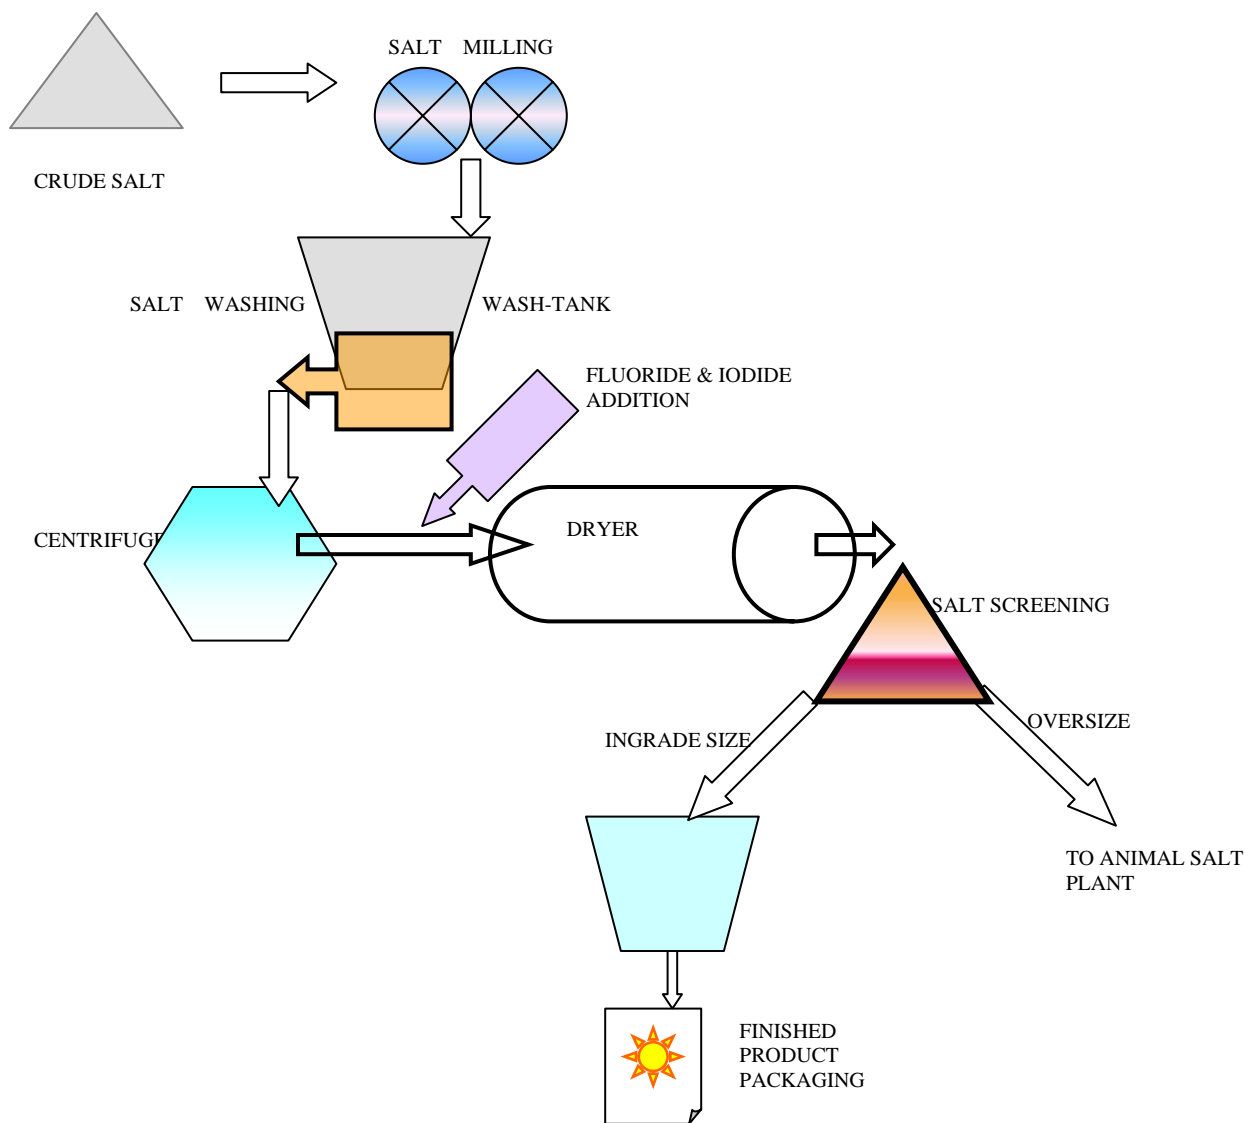 SALT MILLING
CRUDE SALT
SALT WASHING
WASH-TANK
FLUORIDE & IODIDE
ADDITION
CENTRIFUGE
DRYER
SALT SCREENING
INGRADE SIZE
OVERSIZE
TO ANIMAL SALT
PLANT
FINISHED
PRODUCT
PACKAGING